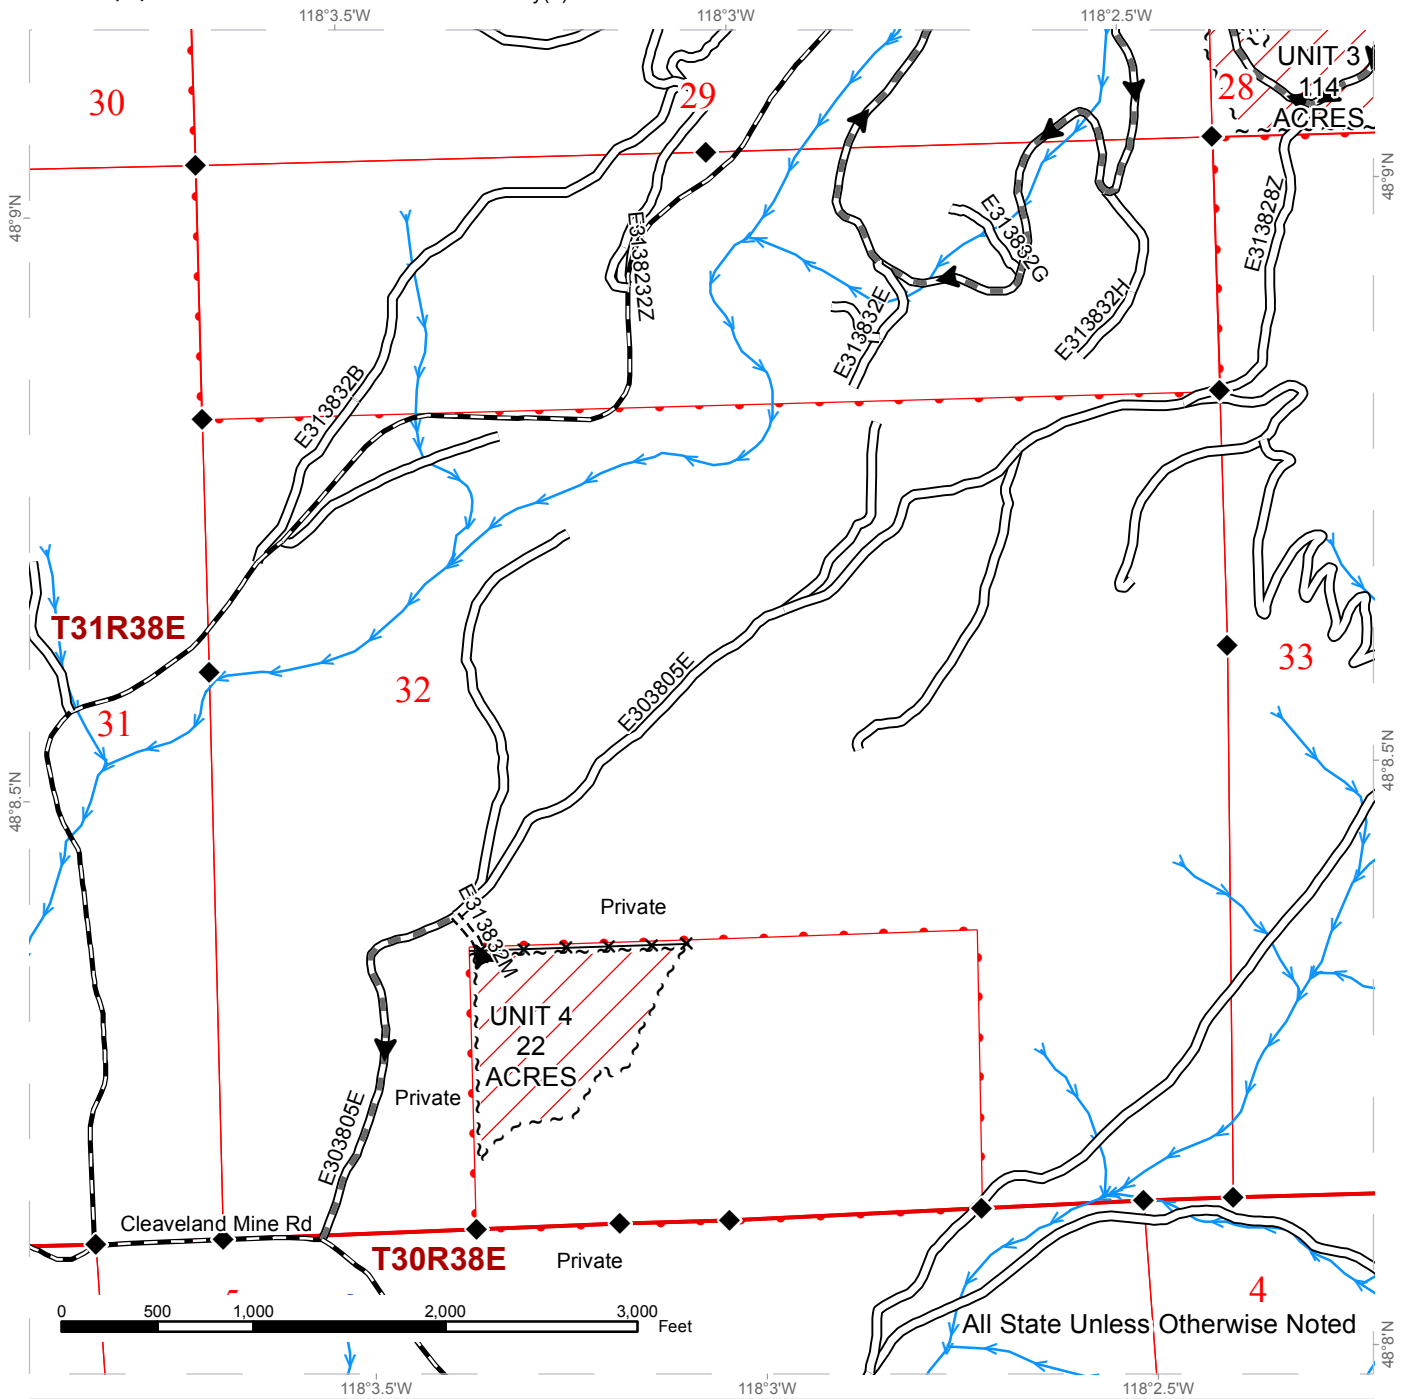 118°3.5'W
118°3'W
118°2.5'W
30
29
28
UNIT 3
114
ACRES
48°9'N
48°9'N
E3138232Z
E313832G
E313828Z
E313832E
E313832H
E313832B
T31R38E
31
32
33
E303805E
48°8.5'N
48°8.5'N
E313832M
Private
UNIT 4
22
ACRES
Private
E303805E
Cleaveland Mine Rd
T30R38E
Private
4
0
500
1,000
2,000
3,000
Feet
All State Unless Otherwise Noted
48°8'N
118°3.5'W
118°3'W
118°2.5'W